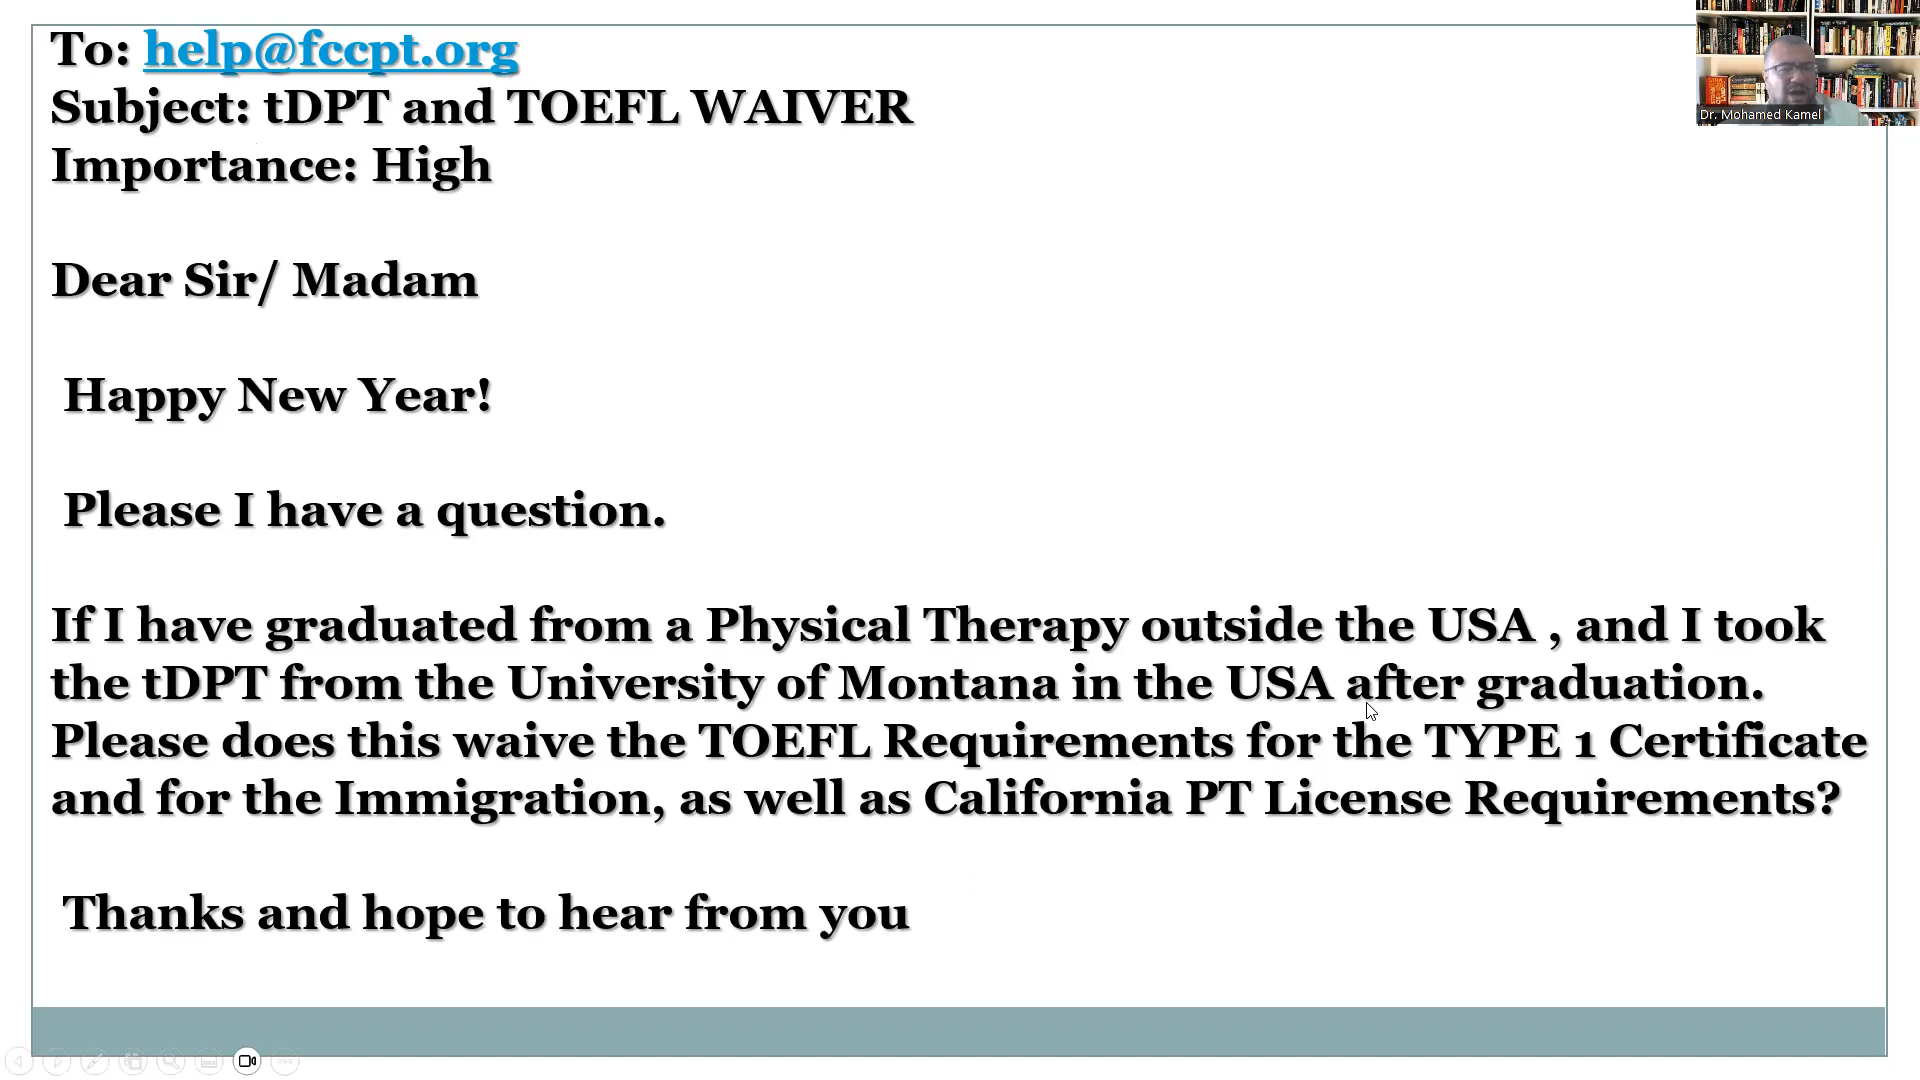 To: help@fccpt.org
Subject: tDPT and TOEFL WAIVER
Importance: High
Dear Sir/ Madam
Happy New Year!
Please I have a question.
If I have graduated from a Physical Therapy outside the USA , and I took
the tDPT from the University of Montana in the USA after graduation.
Please does this waive the TOEFL Requirements for the TYPE 1 Certificate
and for the Immigration, as well as California PT License Requirements?
Thanks and hope to hear from you
Dr. Mohamed Kamel